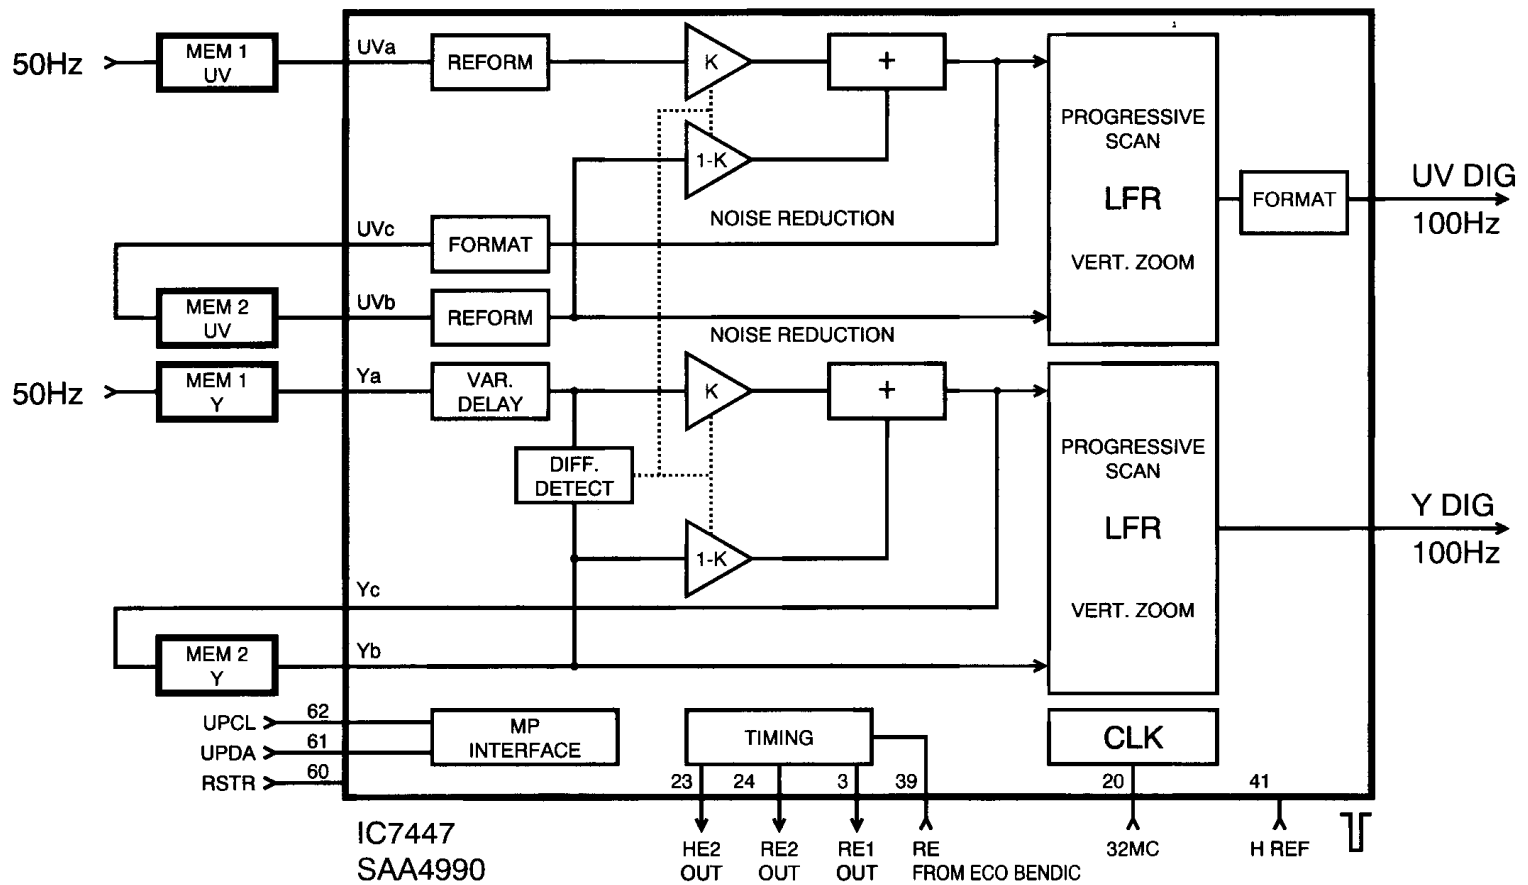 50Hz
MEM 1
UV
UVa
REFORM
K
+
1-K
PROGRESSIVE
SCAN
LFR
VERT. ZOOM
FORMAT
UV DIG
100Hz
NOISE REDUCTION
UVc
FORMAT
MEM 2
UV
UVb
REFORM
NOISE REDUCTION
50Hz
MEM 1
Y
Ya
VAR.
DELAY
K
+
DIFF.
DETECT
1-K
PROGRESSIVE
SCAN
LFR
VERT. ZOOM
Y DIG
100Hz
Yc
MEM 2
Y
Yb
UPCL
62
UPDA
61
RSTR
60
MP
INTERFACE
TIMING
CLK
23
24
3
39
20
41
IC7447
SAA4990
HE2
OUT
RE2
OUT
RE1
OUT
RE
FROM ECO BENDIC
32MC
H REF